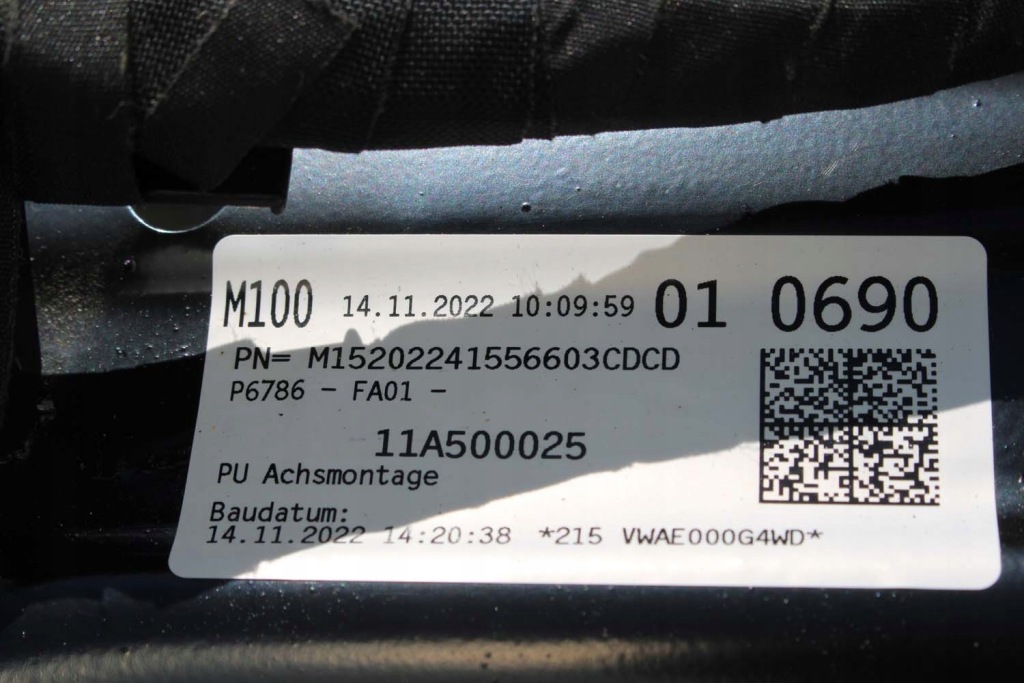 M100 14.11.2022 10:09:59 01 0690
PN= M15202241556603CDCD
P6786 - FA01 -
11A500025
PU Achsmontage
Baudatum:
14.11.2022 14:20:38 *215 VWAE000G4WD*